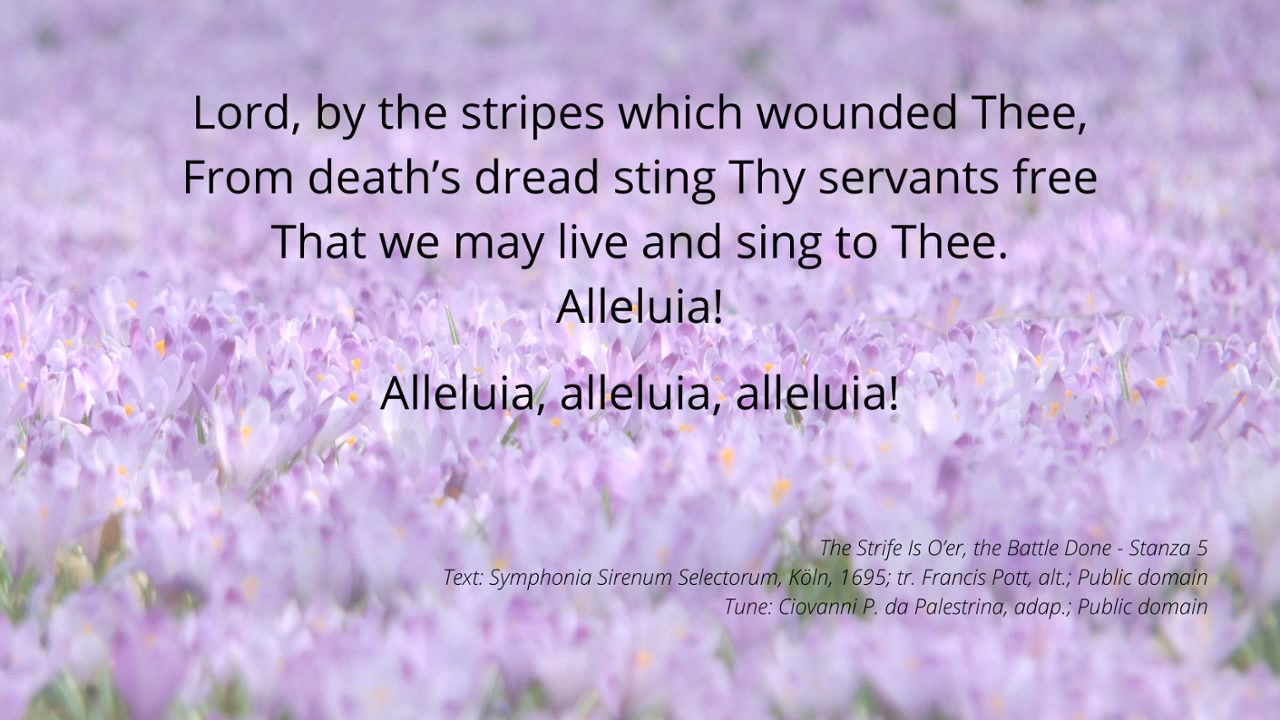 Lord, by the stripes which wounded Thee,
From death’s dread sting Thy servants free
That we may live and sing to Thee.
Alleluia!
Alleluia, alleluia, alleluia!
The Strife Is O’er, the Battle Done - Stanza 5
Text: Symphonia Sirenum Selectorum, Köln, 1695; tr. Francis Pott, alt.; Public domain
Tune: Ciovanni P. da Palestrina, adap.; Public domain